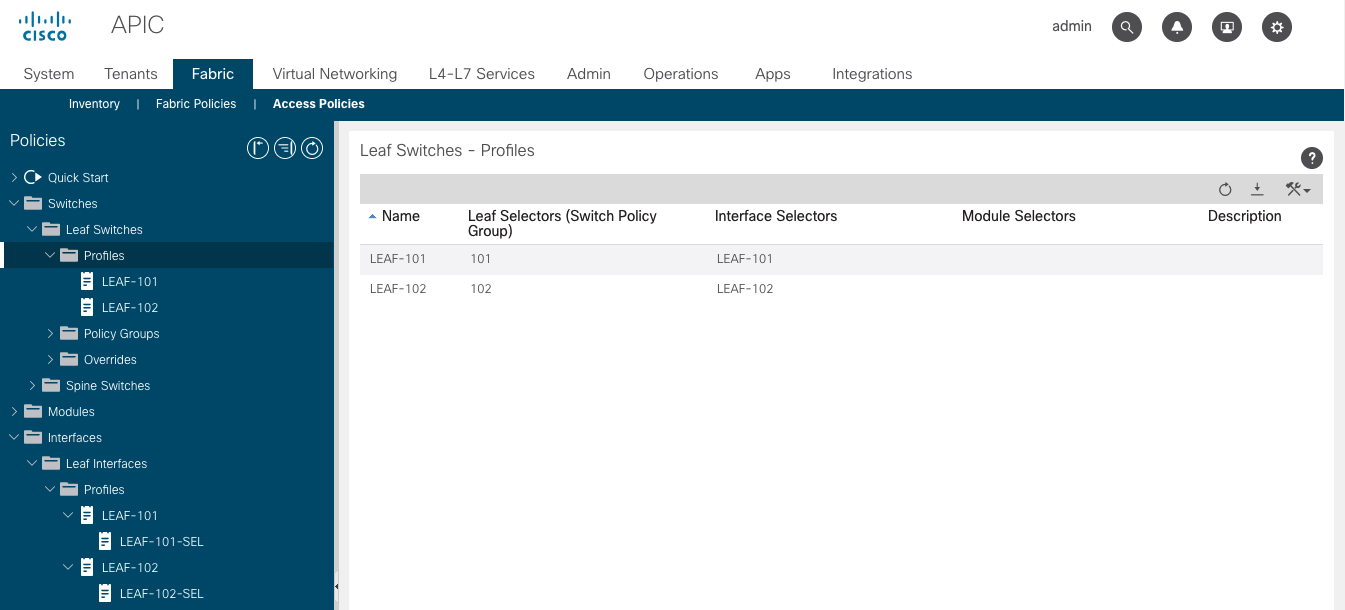 CISCO
APIC
admin
System Tenants Fabric Virtual Networking L4-L7 Services Admin Operations Apps Integrations
Inventory | Fabric Policies | Access Policies
Policies
Quick Start
Switches
Leaf Switches
Profiles
LEAF-101
LEAF-102
Policy Groups
Overrides
Spine Switches
Modules
Interfaces
Leaf Interfaces
Profiles
LEAF-101
LEAF-101-SEL
LEAF-102
LEAF-102-SEL
Leaf Switches - Profiles
?
Name Leaf Selectors (Switch Policy Interface Selectors Module Selectors Description
Group)
LEAF-101 101 LEAF-101
LEAF-102 102 LEAF-102